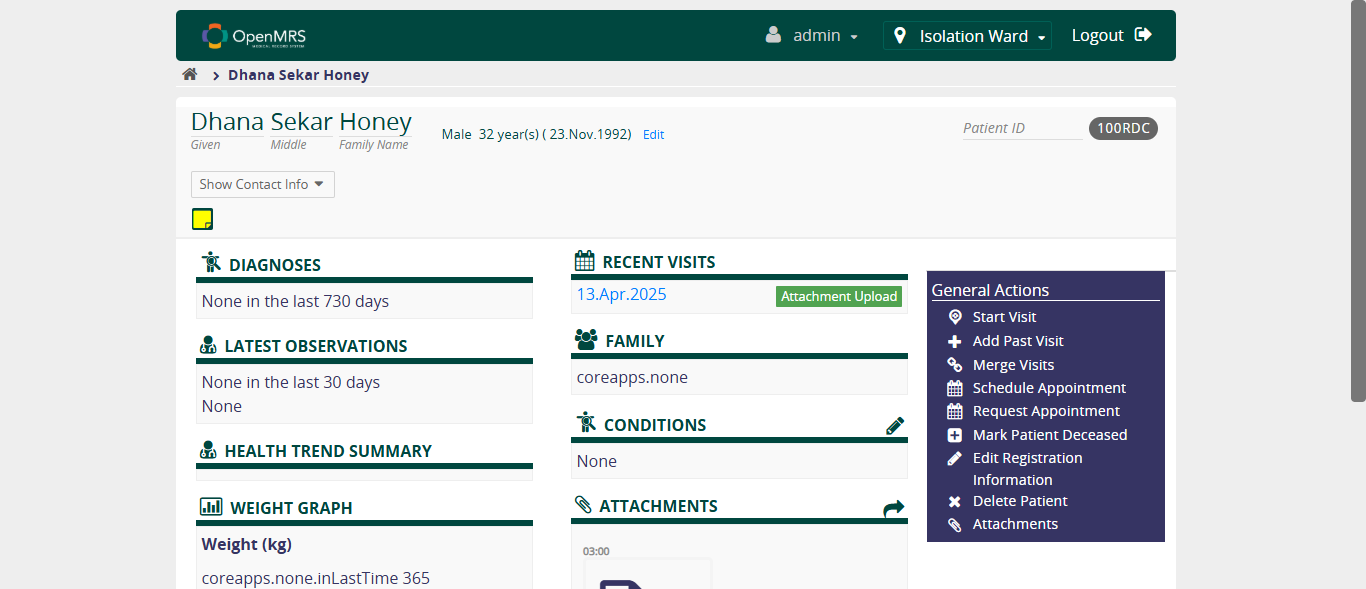 OpenMRS
MEDICAL RECORD SYSTEM
admin
Isolation Ward
Logout
Dhana Sekar Honey
Dhana Sekar Honey
Given Middle Family Name
Male 32 year(s) ( 23.Nov.1992) Edit
Patient ID 100RDC
Show Contact Info
DIAGNOSES
None in the last 730 days
LATEST OBSERVATIONS
None in the last 30 days
None
HEALTH TREND SUMMARY
WEIGHT GRAPH
Weight (kg)
coreapps.none.inLastTime 365
RECENT VISITS
13.Apr.2025 Attachment Upload
FAMILY
coreapps.none
CONDITIONS
None
ATTACHMENTS
03:00
General Actions
Start Visit
Add Past Visit
Merge Visits
Schedule Appointment
Request Appointment
Mark Patient Deceased
Edit Registration
Information
Delete Patient
Attachments